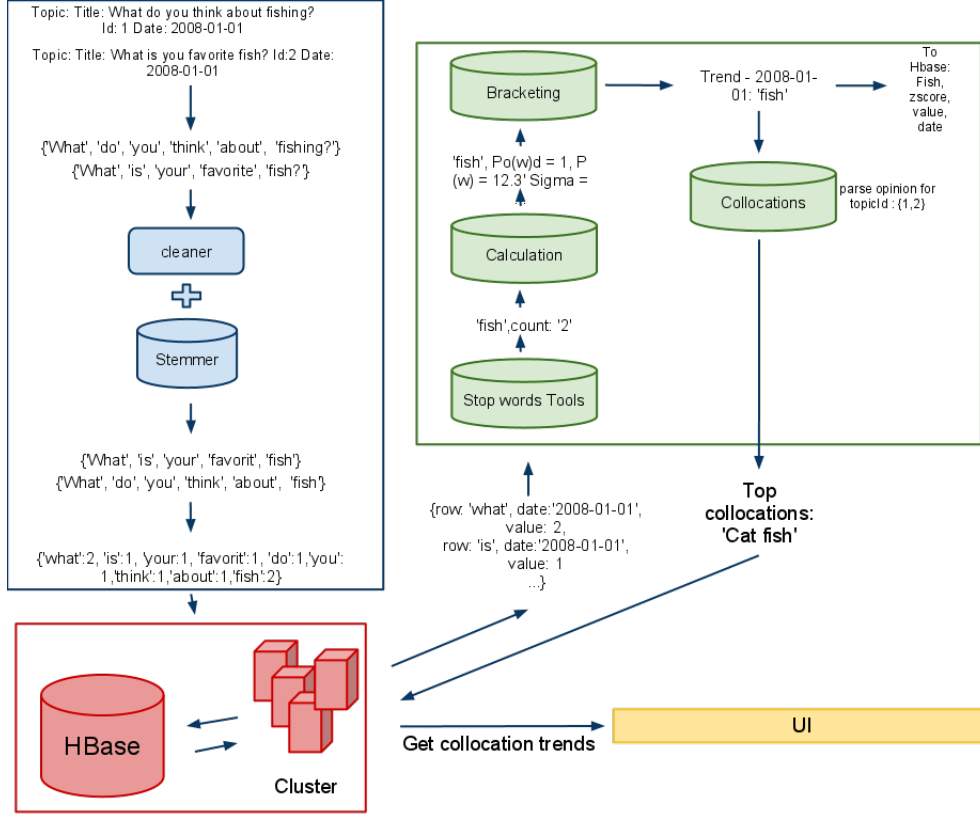 Topic: Title: What do you think about fishing?
Id: 1 Date: 2008-01-01
Topic: Title: What is you favorite fish? Id:2 Date:
2008-01-01
{'What', 'do', 'you', 'think', 'about', 'fishing?'}
{'What', 'is', 'your', 'favorite', 'fish?'}
cleaner
Stemmer
{'What', 'is', 'your', 'favorit', 'fish'}
{'What', 'do', 'you', 'think', 'about', 'fish'}
{'what':2, 'is':1, 'your:1, 'favorit':1, 'do':1,'you':
1,'think':1,'about':1,'fish':2}
HBase
Cluster
Bracketing
'fish', Po(w)d = 1, P
(w) = 12.3' Sigma =
...
Calculation
'fish',count: '2'
Stop words Tools
Trend - 2008-01-
01: 'fish'
To
Hbase:
Fish,
zscore,
value,
date
Collocations
parse opinion for
topicId : {1,2}
{row: 'what', date:'2008-01-01',
value: 2,
row: 'is', date:'2008-01-01',
value: 1
...}
Top
collocations:
'Cat fish'
Get collocation trends
UI